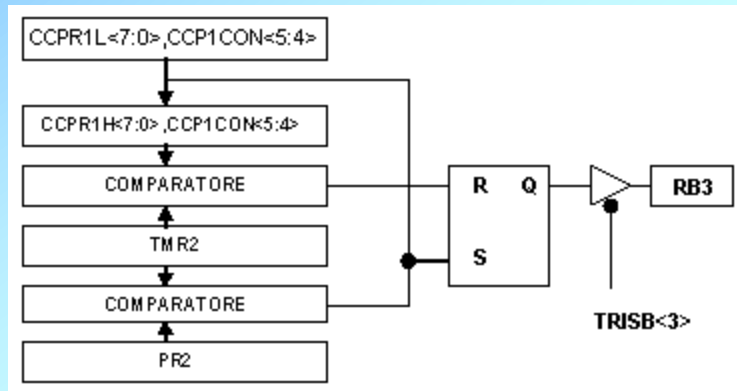 CCPR1L<7:0>,CCP1CON<5:4>
CCPR1H<7:0>,CCP1CON<5:4>
COMPARATORE
R Q
RB3
TMR2
S
COMPARATORE
TRISB<3>
PR2